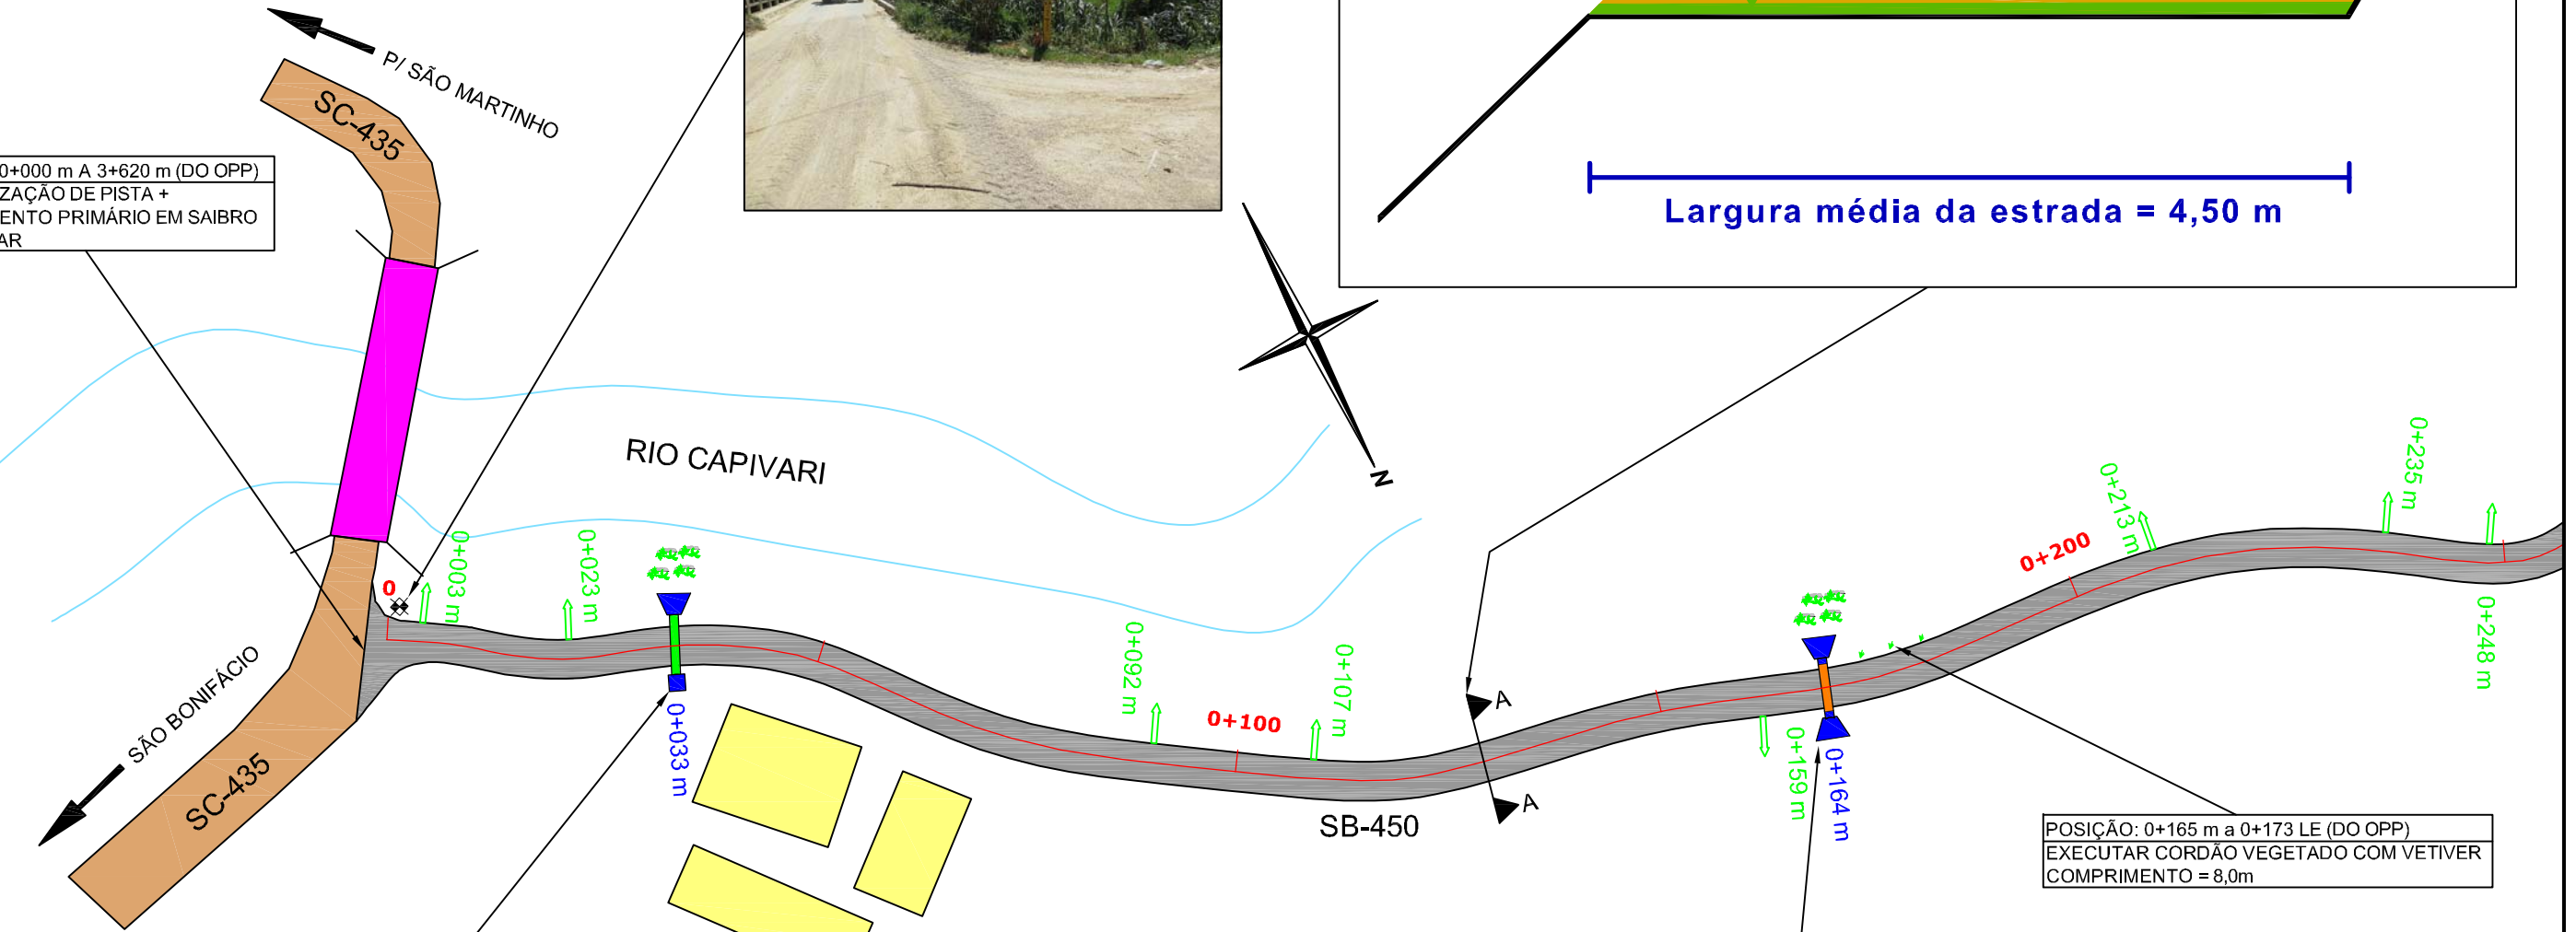 P/ SÃO MARTINHO
SC-435
0+000 m A 3+620 m (DO OPP)
ZAÇÃO DE PISTA +
ENTO PRIMÁRIO EM SAIBRO
AR
Largura média da estrada = 4,50 m
N
RIO CAPIVARI
0
0+003 m
0+023 m
0+033 m
0+092 m
0+100
0+107 m
A
A
SB-450
0+159 m
0+164 m
0+200
0+213 m
0+235 m
0+248 m
SÃO BONIFÁCIO
SC-435
POSIÇÃO: 0+165 m a 0+173 LE (DO OPP)
EXECUTAR CORDÃO VEGETADO COM VETIVER
COMPRIMENTO = 8,0m